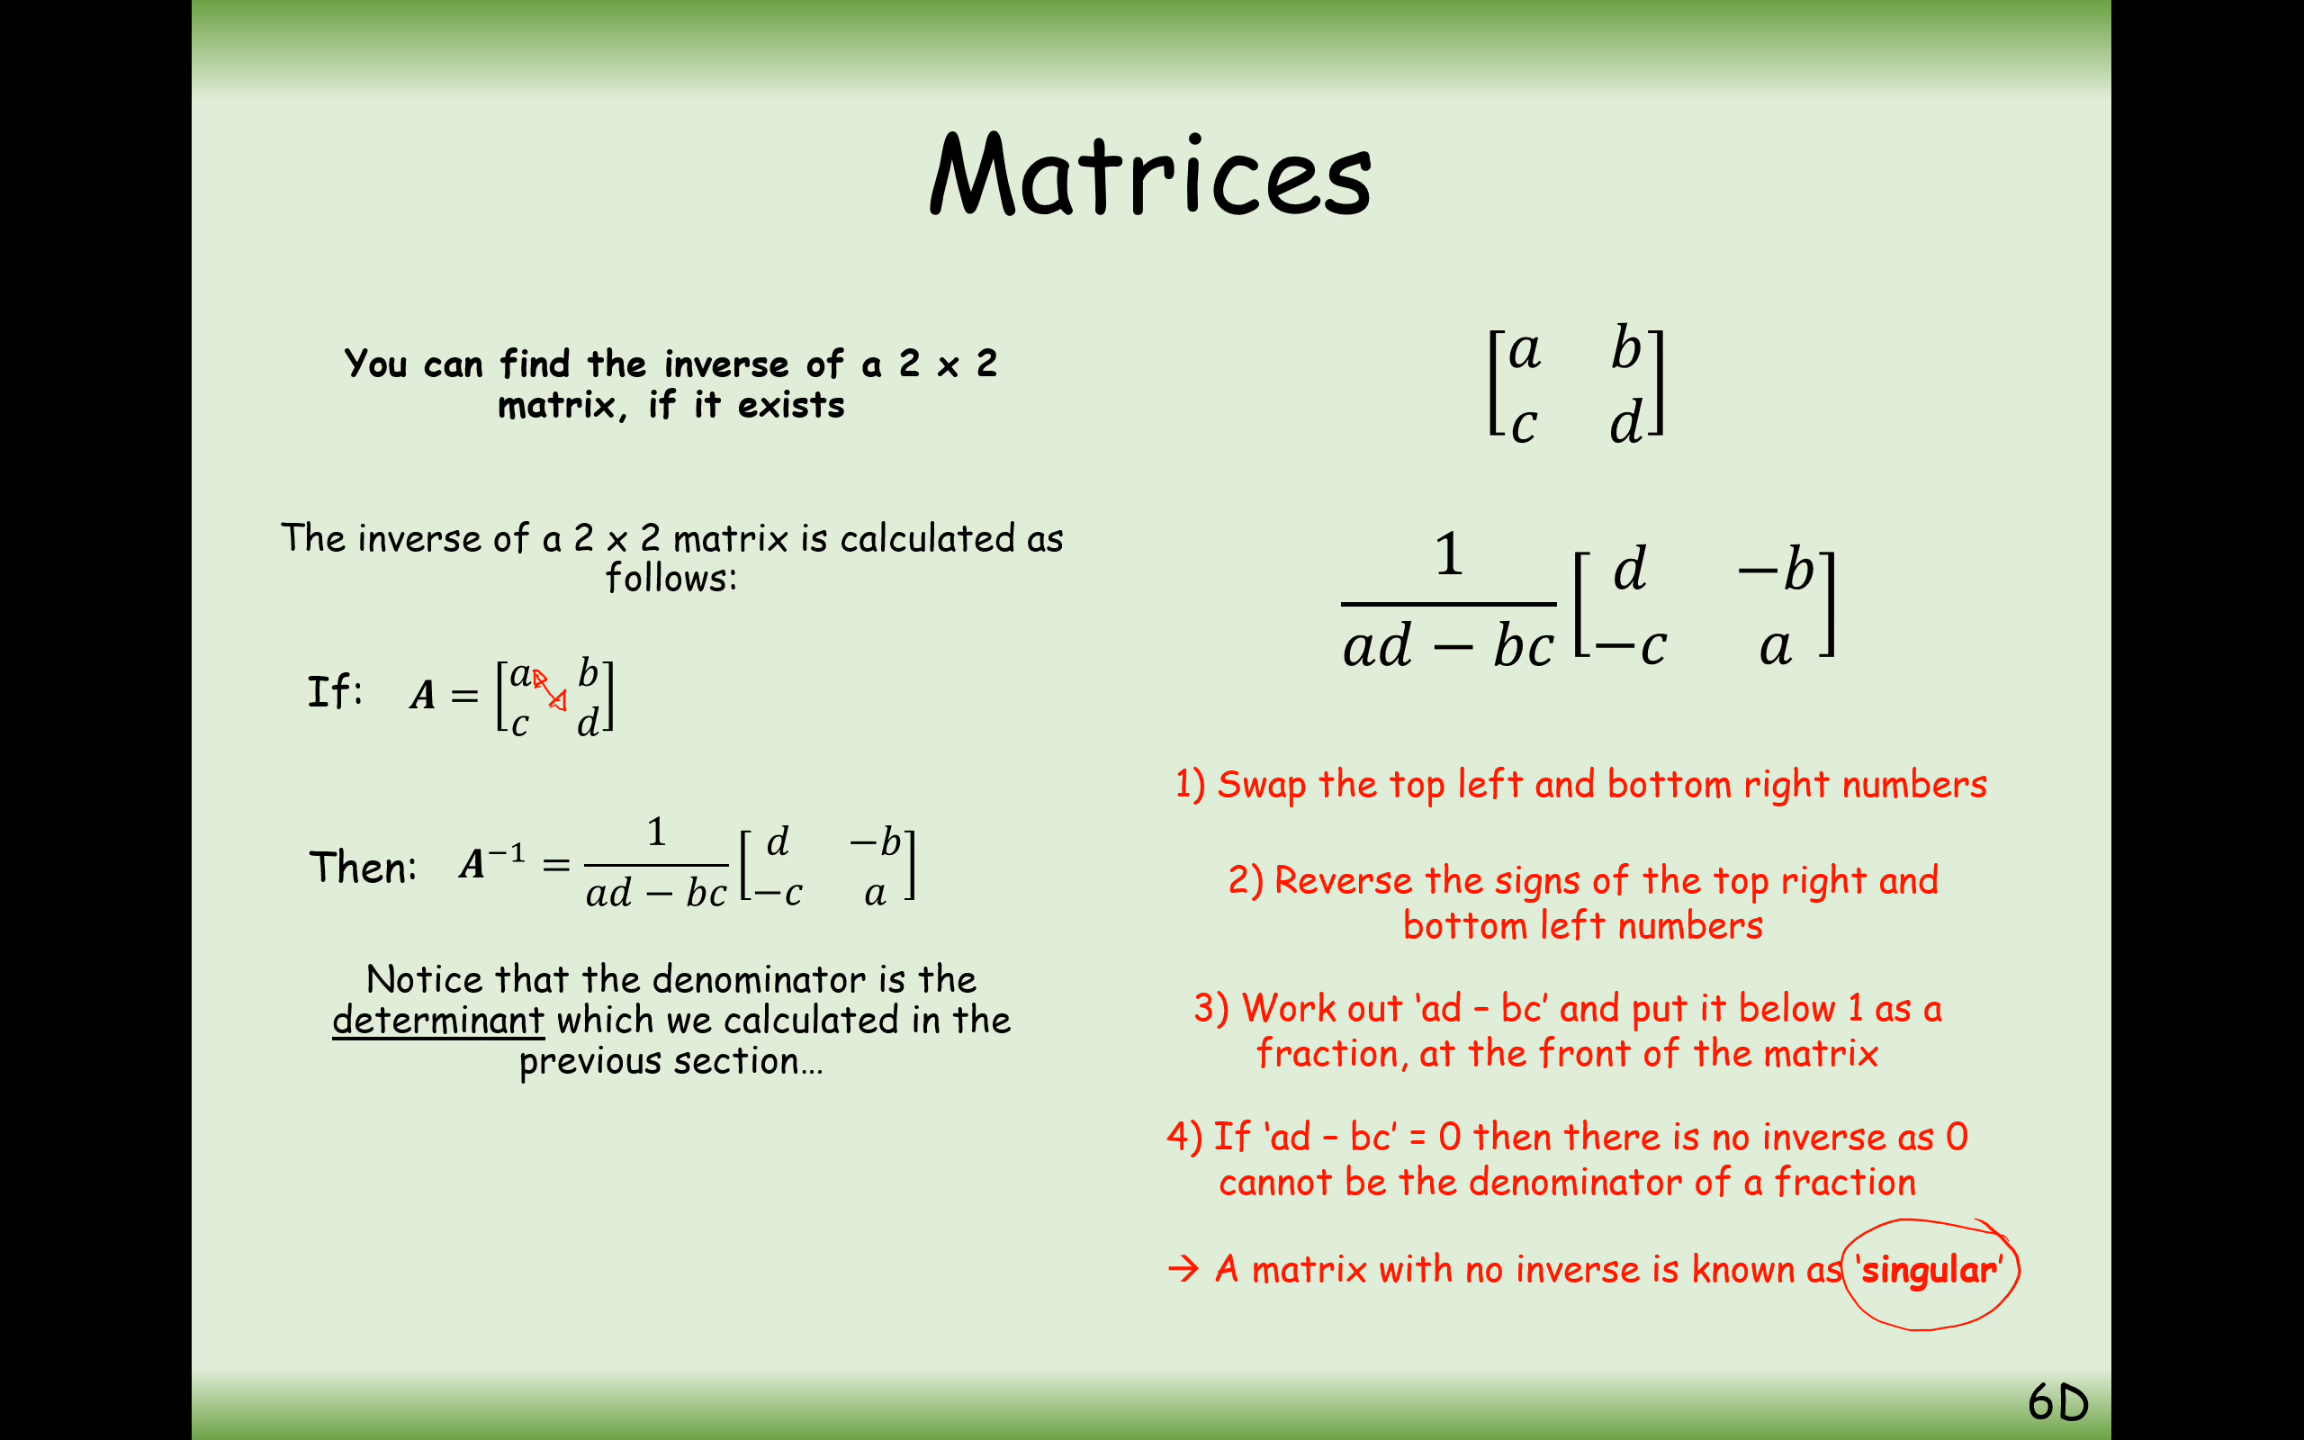 Matrices
You can find the inverse of a 2 x 2
matrix, if it exists
The inverse of a 2 x 2 matrix is calculated as
follows:
If: A = [a b
c d]
Then: A⁻¹ = 1
ad − bc [d −b
−c a]
Notice that the denominator is the
determinant which we calculated in the
previous section…
[a b
c d]
1
ad − bc [d −b
−c a]
1) Swap the top left and bottom right numbers
2) Reverse the signs of the top right and
bottom left numbers
3) Work out ‘ad – bc’ and put it below 1 as a
fraction, at the front of the matrix
4) If ‘ad – bc’ = 0 then there is no inverse as 0
cannot be the denominator of a fraction
→ A matrix with no inverse is known as ‘singular’
6D